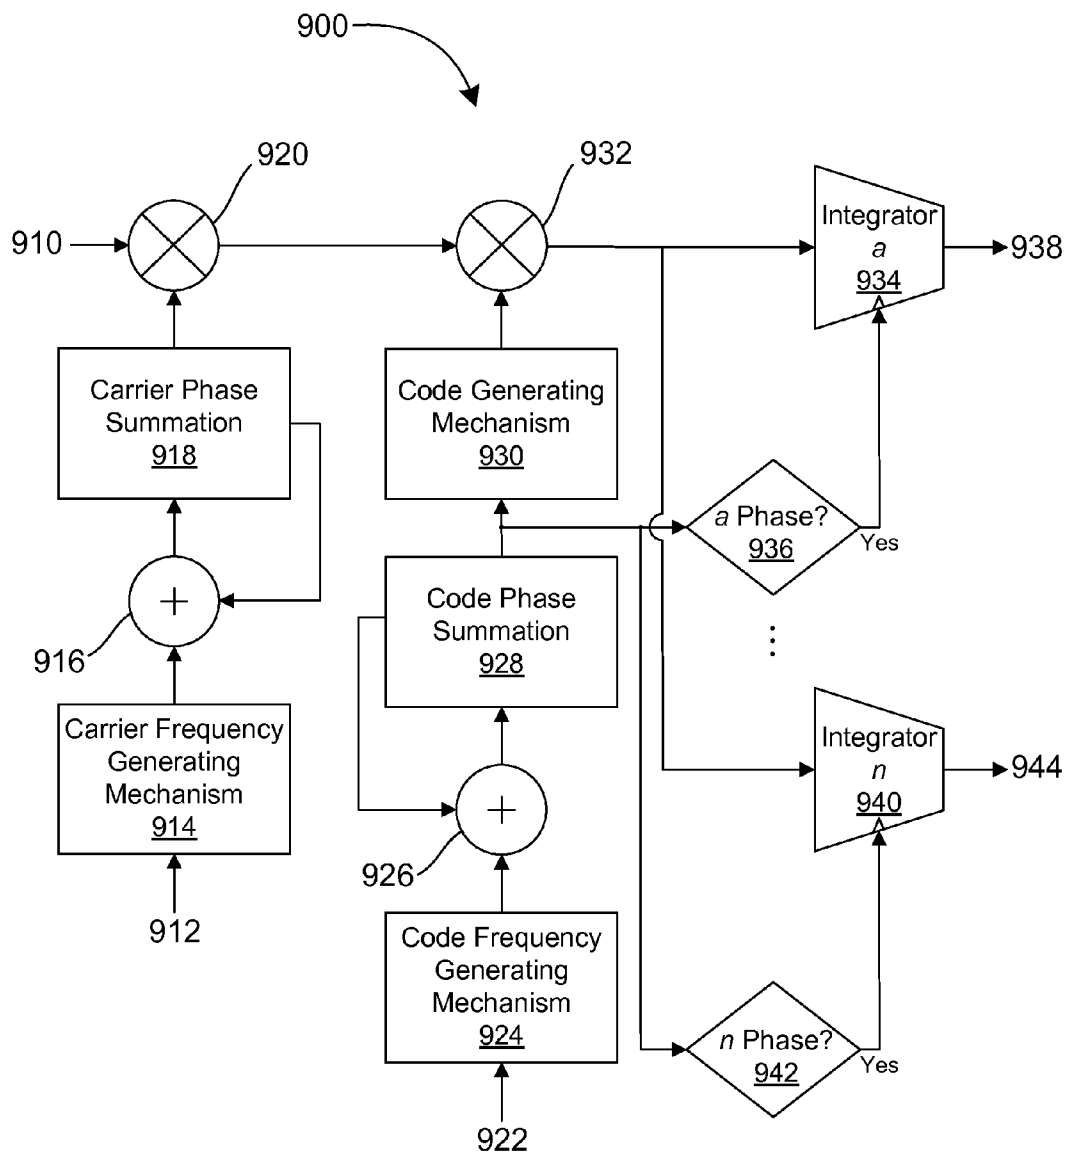 900
920
932
910
Integrator
a
934
938
Carrier Phase
Summation
918
Code Generating
Mechanism
930
a Phase?
936
Yes
916
Code Phase
Summation
928
Carrier Frequency
Generating
Mechanism
914
Integrator
n
940
944
926
912
Code Frequency
Generating
Mechanism
924
n Phase?
942
Yes
922